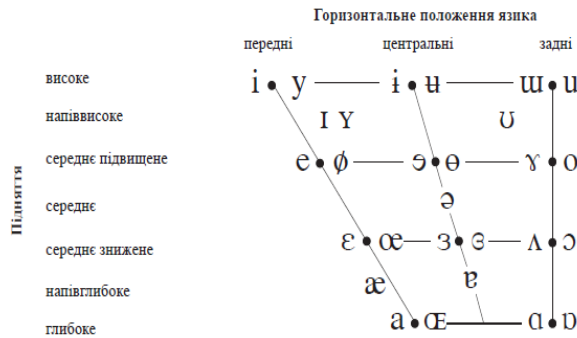 Горизонтальне положення язика
передні центральні задні
Підняття
високе i y ɨ ʉ ɯ u
напіввисоке I Y ʊ
середнє підвищене e ø ɘ ɵ ɤ o
середнє ə
середнє знижене ɛ œ ɜ ɞ ʌ ɔ
напівглибоке æ ɐ
глибоке a Œ ɑ ɒ